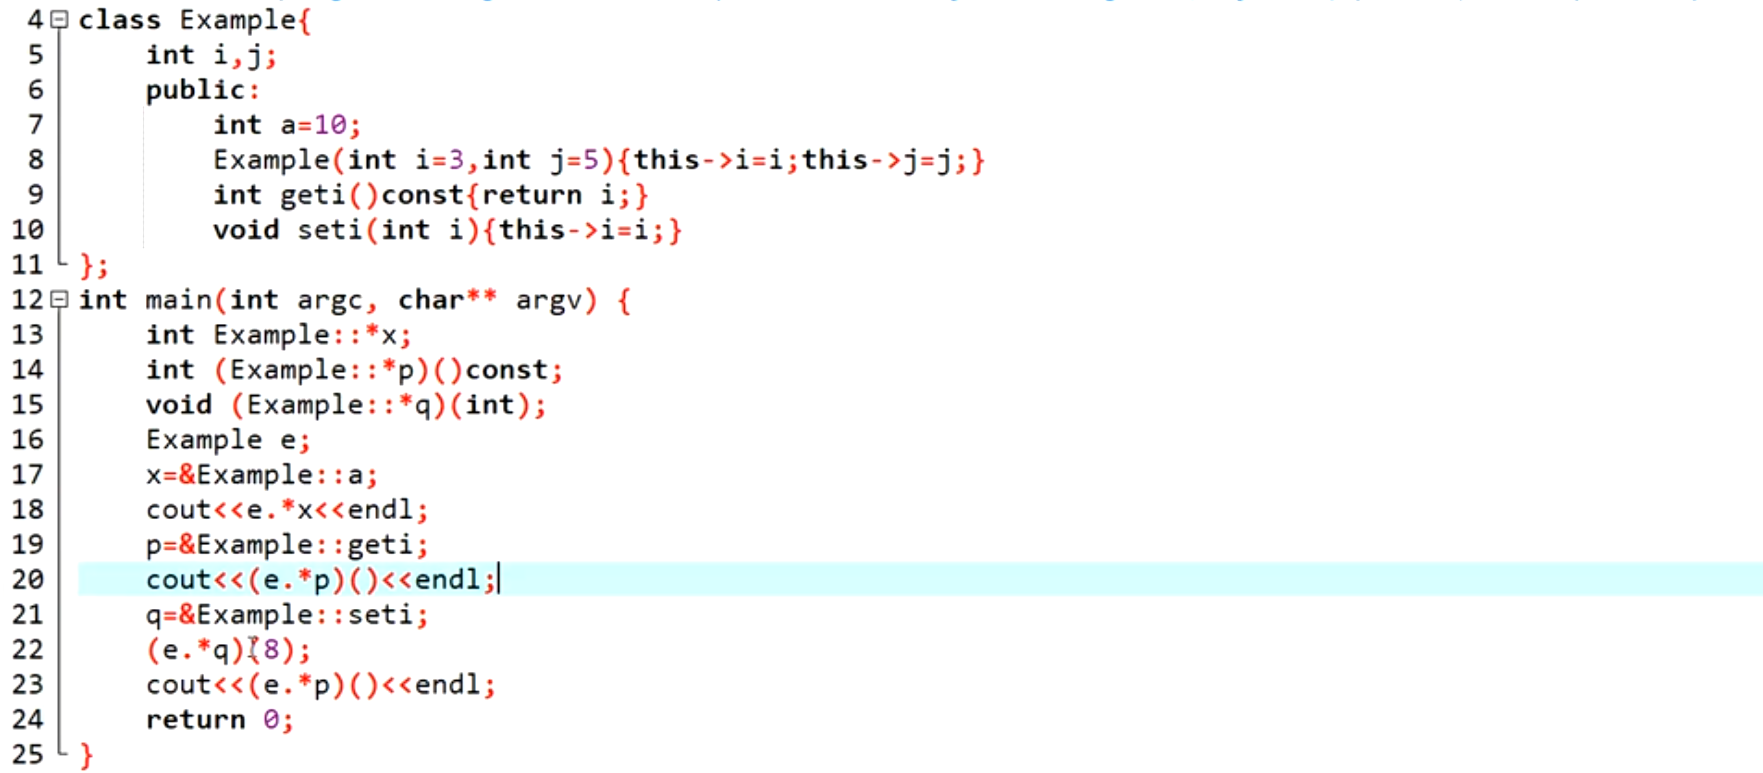 4 class Example{
5 int i,j;
6 public:
7 int a=10;
8 Example(int i=3,int j=5){this->i=i;this->j=j;}
9 int geti()const{return i;}
10 void seti(int i){this->i=i;}
11 };
12 int main(int argc, char** argv) {
13 int Example::*x;
14 int (Example::*p)()const;
15 void (Example::*q)(int);
16 Example e;
17 x=&Example::a;
18 cout<<e.*x<<endl;
19 p=&Example::geti;
20 cout<<(e.*p)()<<endl;
21 q=&Example::seti;
22 (e.*q)(8);
23 cout<<(e.*p)()<<endl;
24 return 0;
25 }